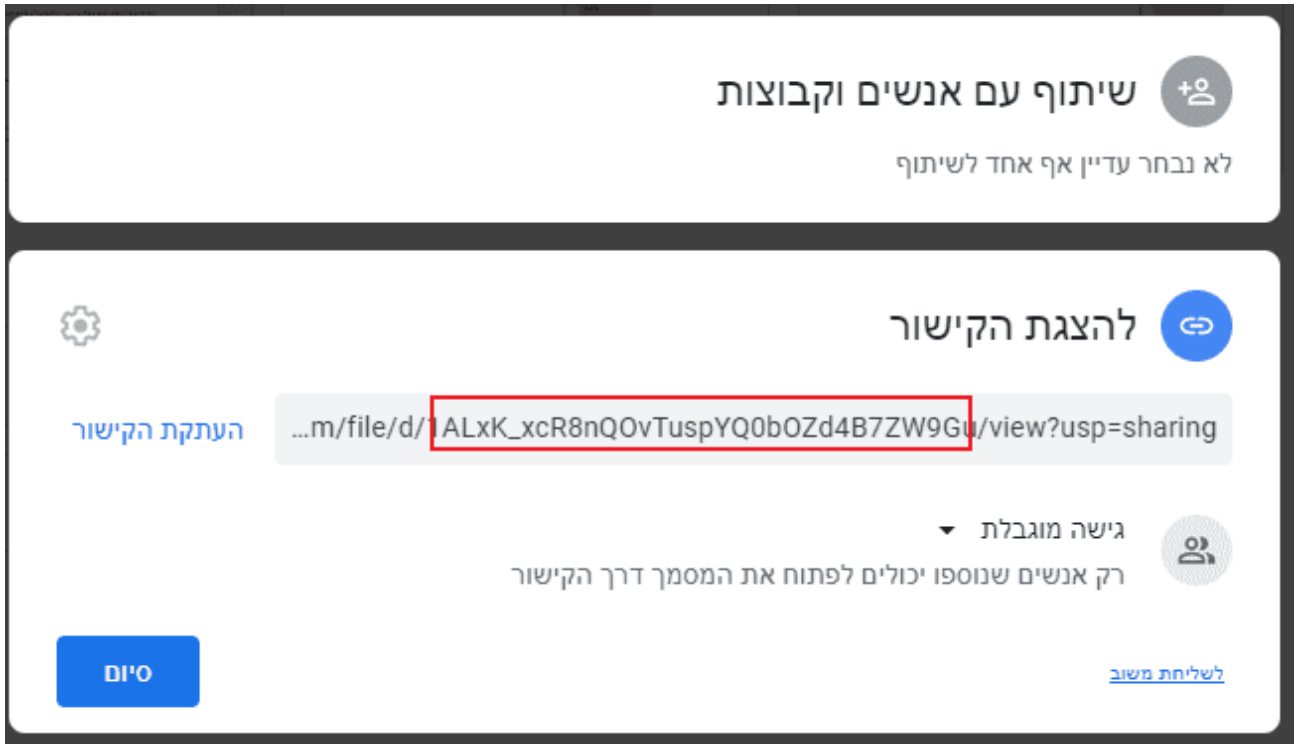 שיתוף עם אנשים וקבוצות
לא נבחר עדיין אף אחד לשיתוף
להצגת הקישור
...m/file/d/1ALxK_xcR8nQOvTuspYQ0bOZd4B7ZW9Gu/view?usp=sharing
העתקת הקישור
גישה מוגבלת
רק אנשים שנוספו יכולים לפתוח את המסמך דרך הקישור
לשליחת משוב
סיום